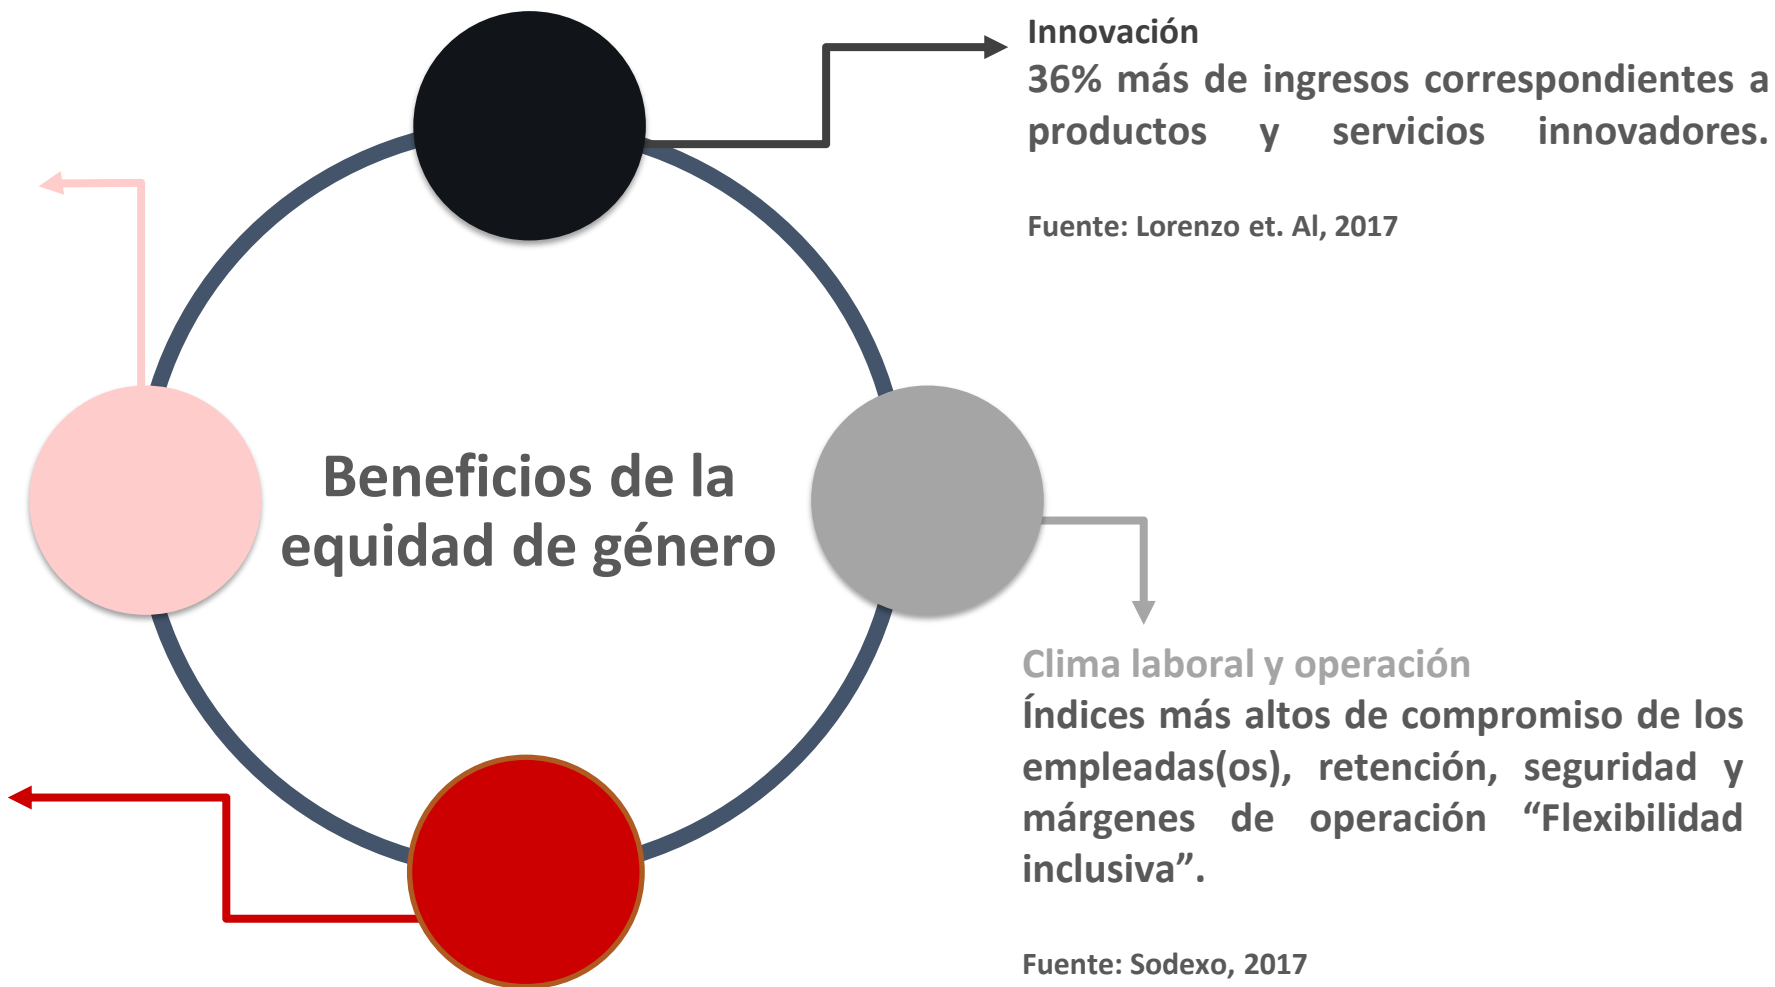 Innovación
36% más de ingresos correspondientes a
productos y servicios innovadores.
Fuente: Lorenzo et. Al, 2017
Beneficios de la
equidad de género
Clima laboral y operación
Índices más altos de compromiso de los
empleadas(os), retención, seguridad y
márgenes de operación “Flexibilidad
inclusiva”.
Fuente: Sodexo, 2017